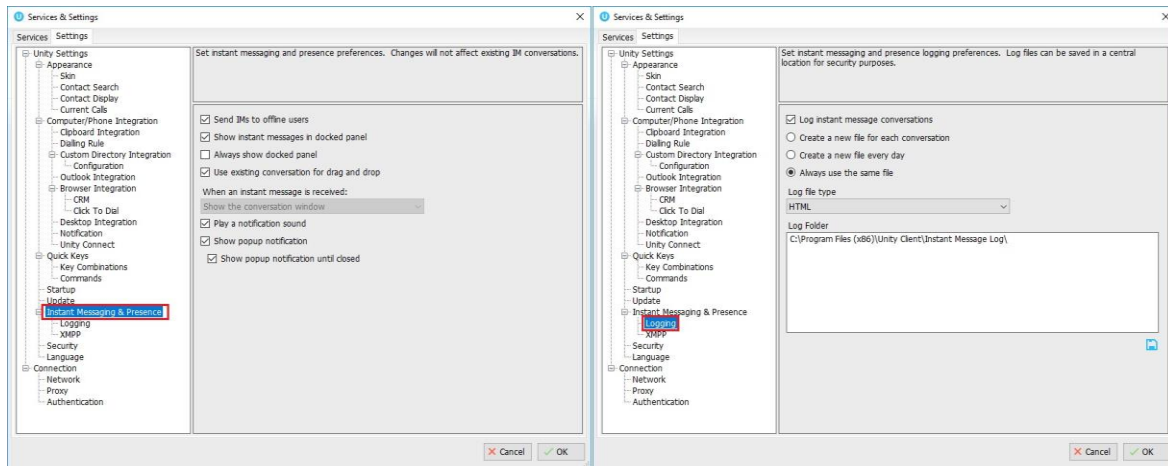 Services & Settings
Services Settings
Unity Settings
Appearance
Skin
Contact Search
Contact Display
Current Calls
Computer/Phone Integration
Clipboard Integration
Dialling Rule
Custom Directory Integration
Configuration
Outlook Integration
Browser Integration
CRM
Click To Dial
Desktop Integration
Notification
Unity Connect
Quick Keys
Key Combinations
Commands
Startup
Update
Instant Messaging & Presence
Logging
XMPP
Security
Language
Connection
Network
Proxy
Authentication
Set instant messaging and presence preferences. Changes will not affect existing IM conversations.
Send IMs to offline users
Show instant messages in docked panel
Always show docked panel
Use existing conversation for drag and drop
When an instant message is received:
Show the conversation window
Play a notification sound
Show popup notification
Show popup notification until closed
Cancel OK
Services & Settings
Services Settings
Unity Settings
Appearance
Skin
Contact Search
Contact Display
Current Calls
Computer/Phone Integration
Clipboard Integration
Dialling Rule
Custom Directory Integration
Configuration
Outlook Integration
Browser Integration
CRM
Click To Dial
Desktop Integration
Notification
Unity Connect
Quick Keys
Key Combinations
Commands
Startup
Update
Instant Messaging & Presence
Logging
XMPP
Security
Language
Connection
Network
Proxy
Authentication
Set instant messaging and presence logging preferences. Log files can be saved in a central
location for security purposes.
Log instant message conversations
Create a new file for each conversation
Create a new file every day
Always use the same file
Log file type
HTML
Log Folder
C:\Program Files (x86)\Unity Client\Instant Message Log\
Cancel OK